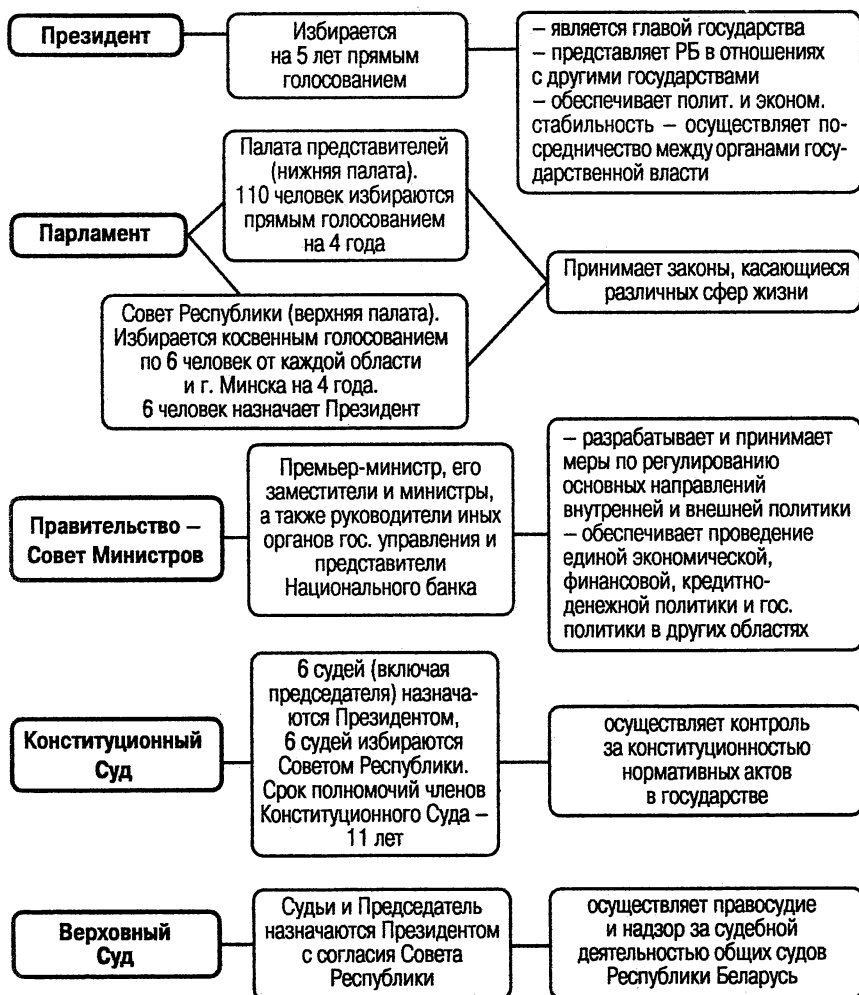 Президент
Избирается
на 5 лет прямым
голосованием
– является главой государства
– представляет РБ в отношениях
с другими государствами
– обеспечивает полит. и эконом.
стабильность – осуществляет по-
средничество между органами госу-
дарственной власти
Парламент
Палата представителей
(нижняя палата).
110 человек избираются
прямым голосованием
на 4 года
Совет Республики (верхняя палата).
Избирается косвенным голосованием
по 6 человек от каждой области
и г. Минска на 4 года.
6 человек назначает Президент
Принимает законы, касающиеся
различных сфер жизни
Правительство –
Совет Министров
Премьер-министр, его
заместители и министры,
а также руководители иных
органов гос. управления и
представители
Национального банка
– разрабатывает и принимает
меры по регулированию
основных направлений
внутренней и внешней политики
– обеспечивает проведение
единой экономической,
финансовой, кредитно-
денежной политики и гос.
политики в других областях
Конституционный
Суд
6 судей (включая
председателя) назнача-
ются Президентом,
6 судей избираются
Советом Республики.
Срок полномочий членов
Конституционного Суда –
11 лет
осуществляет контроль
за конституционностью
нормативных актов
в государстве
Верховный
Суд
Судьи и Председатель
назначаются Президентом
с согласия Совета
Республики
осуществляет правосудие
и надзор за судебной
деятельностью общих судов
Республики Беларусь